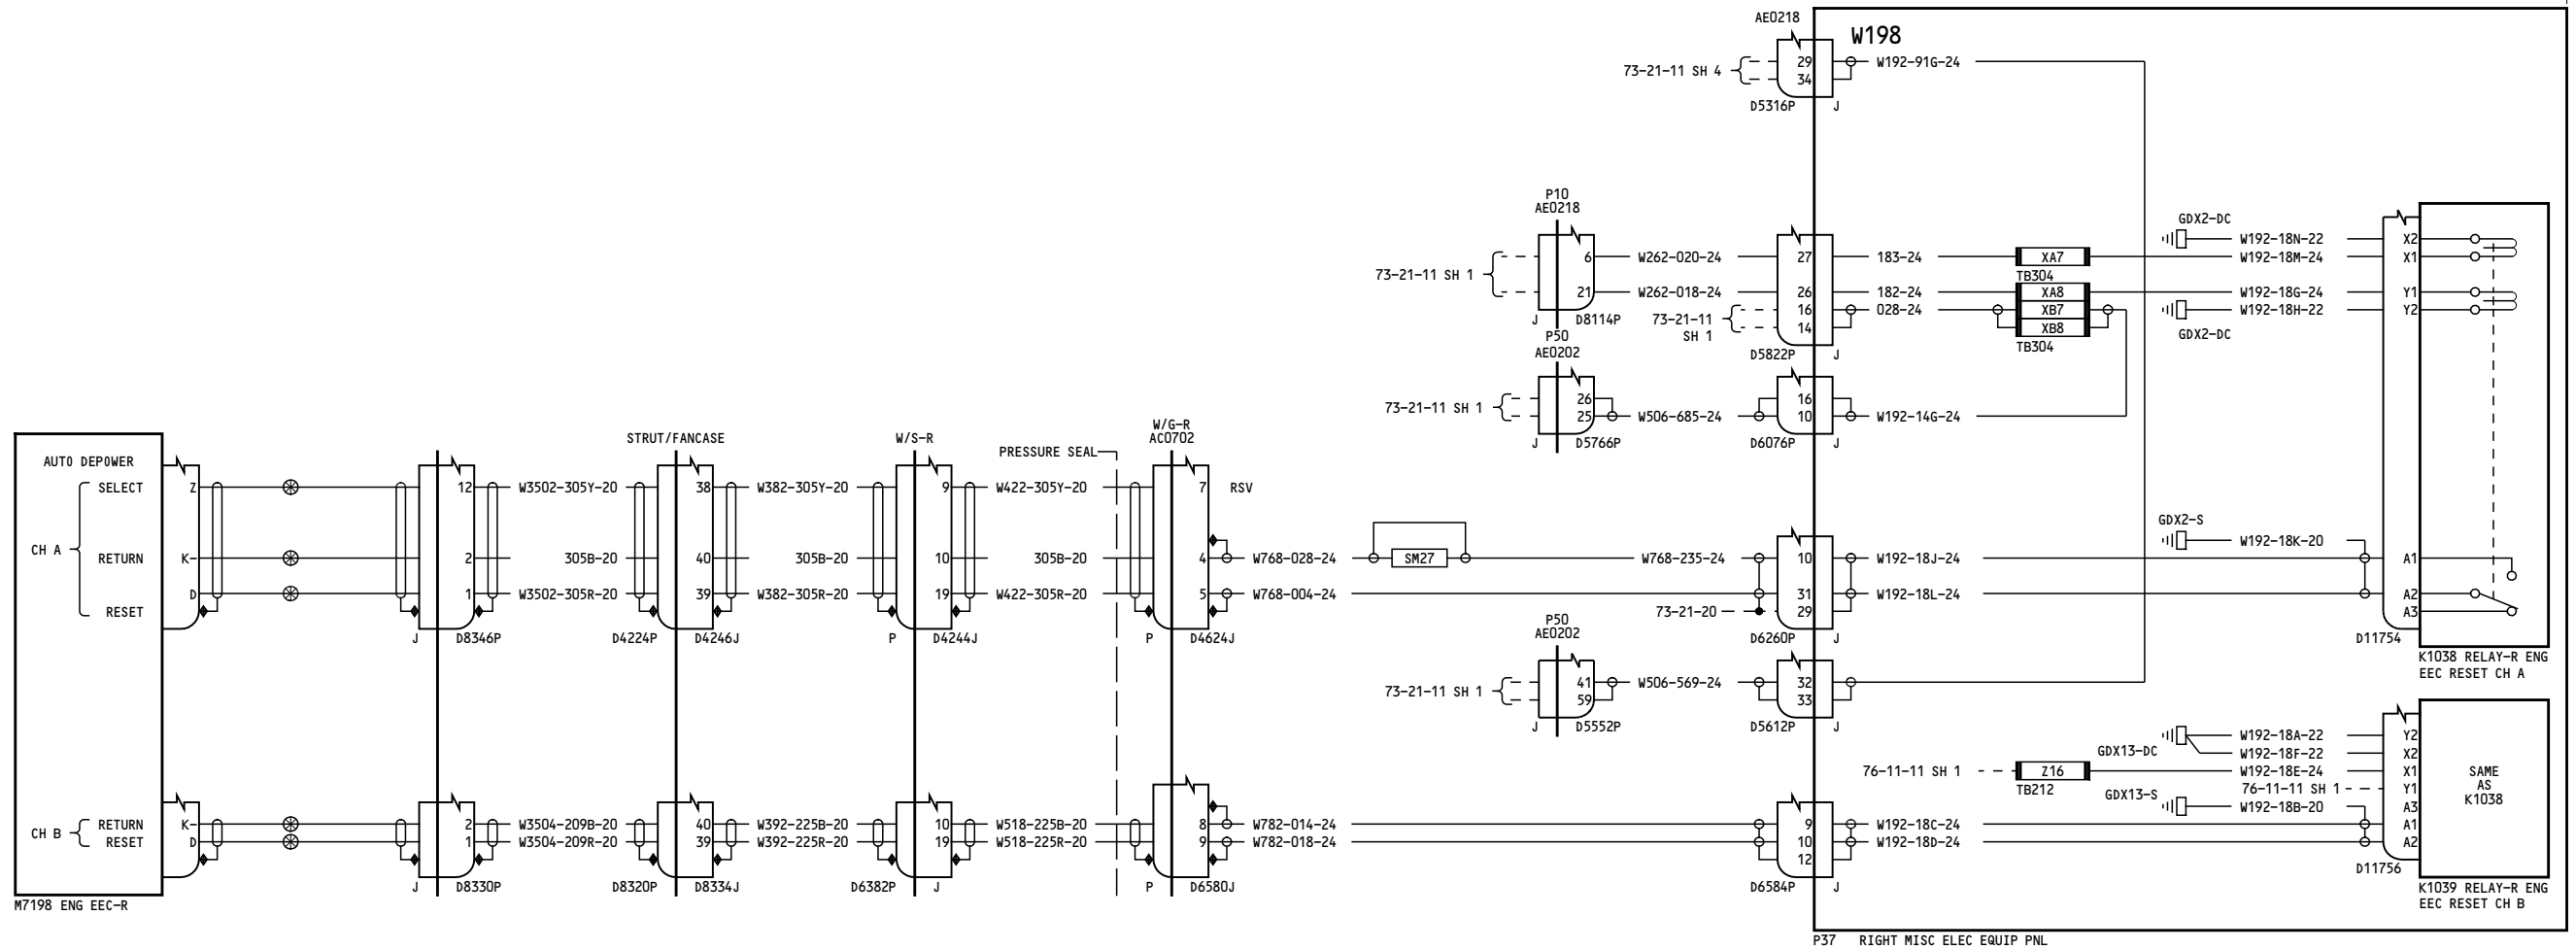 AE0218
W198
73-21-11 SH 4
29
34
W192-91G-24
D5316P
J
P10
AE0218
73-21-11 SH 1
6
21
W262-020-24
W262-018-24
J
D8114P
27
26
16
14
73-21-11
SH 1
D5822P
J
183-24
182-24
028-24
XA7
TB304
XA8
XB7
XB8
TB304
GDX2-DC
W192-18N-22
W192-18M-24
W192-18G-24
W192-18H-22
GDX2-DC
X2
X1
Y1
Y2
P50
AE0202
73-21-11 SH 1
26
25
W506-685-24
J
D5766P
16
10
D6076P
J
W192-14G-24
AUTO DEPOWER
CH A
SELECT
RETURN
RESET
Z
K-
D
12
2
1
J
D8346P
W3502-305Y-20
305B-20
W3502-305R-20
STRUT/FANCASE
38
40
39
D4224P
D4246J
W382-305Y-20
305B-20
W382-305R-20
W/S-R
9
10
19
P
D4244J
W422-305Y-20
305B-20
W422-305R-20
PRESSURE SEAL
W/G-R
AC0702
7
4
5
RSV
P
D4624J
W768-028-24
W768-004-24
SM27
W768-235-24
73-21-20
10
31
29
D6260P
J
W192-18J-24
W192-18L-24
GDX2-S
W192-18K-20
A1
A2
A3
D11754
K1038 RELAY-R ENG
EEC RESET CH A
P50
AE0202
73-21-11 SH 1
41
59
W506-569-24
J
D5552P
32
33
D5612P
J
CH B
RETURN
RESET
K-
D
2
1
J
D8330P
W3504-209B-20
W3504-209R-20
40
39
D8320P
D8334J
W392-225B-20
W392-225R-20
10
19
D6382P
J
W518-225B-20
W518-225R-20
8
9
P
D6580J
W782-014-24
W782-018-24
9
10
12
D6584P
J
W192-18C-24
W192-18D-24
76-11-11 SH 1
Z16
TB212
GDX13-DC
GDX13-S
W192-18A-22
W192-18F-22
W192-18E-24
76-11-11 SH 1
W192-18B-20
Y2
X2
X1
Y1
A3
A1
A2
D11756
SAME
AS
K1038
K1039 RELAY-R ENG
EEC RESET CH B
M7198 ENG EEC-R
P37 RIGHT MISC ELEC EQUIP PNL